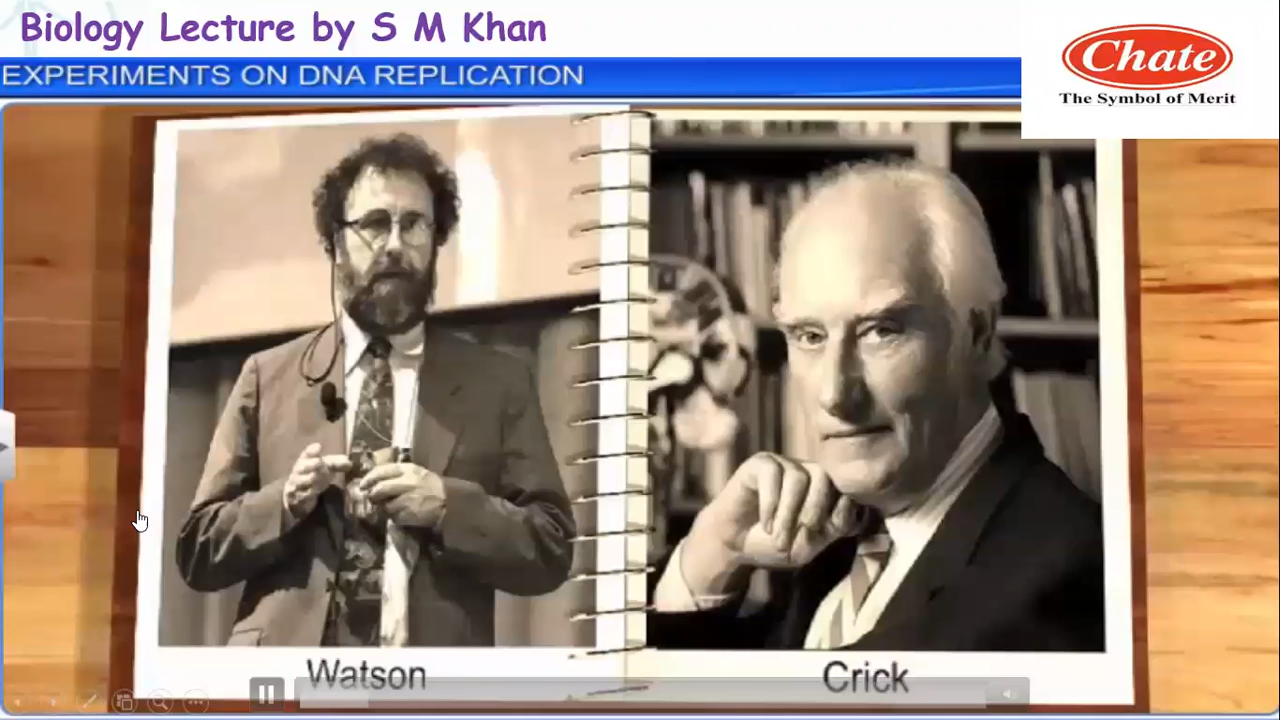 Biology Lecture by S M Khan
EXPERIMENTS ON DNA REPLICATION
Chate
The Symbol of Merit
Watson
Crick